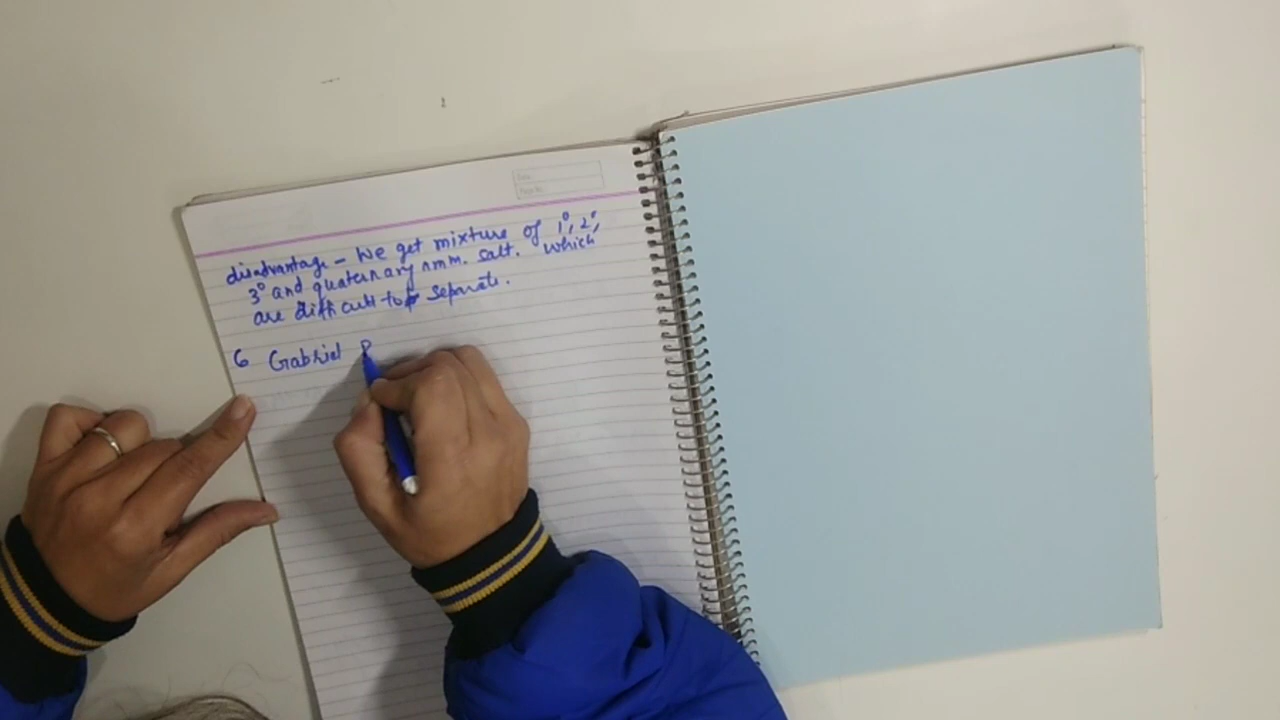 disadvantage - We get mixture of 1°, 2°,
3° and quaternary amm. salt. which
are difficult to separate.
6 Gabriel P